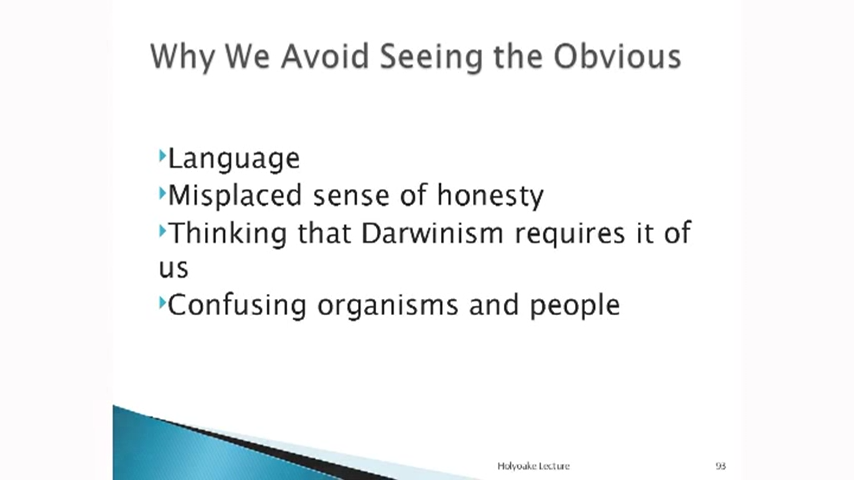 Why We Avoid Seeing the Obvious
Language
Misplaced sense of honesty
Thinking that Darwinism requires it of
us
Confusing organisms and people
Holyoake Lecture
93